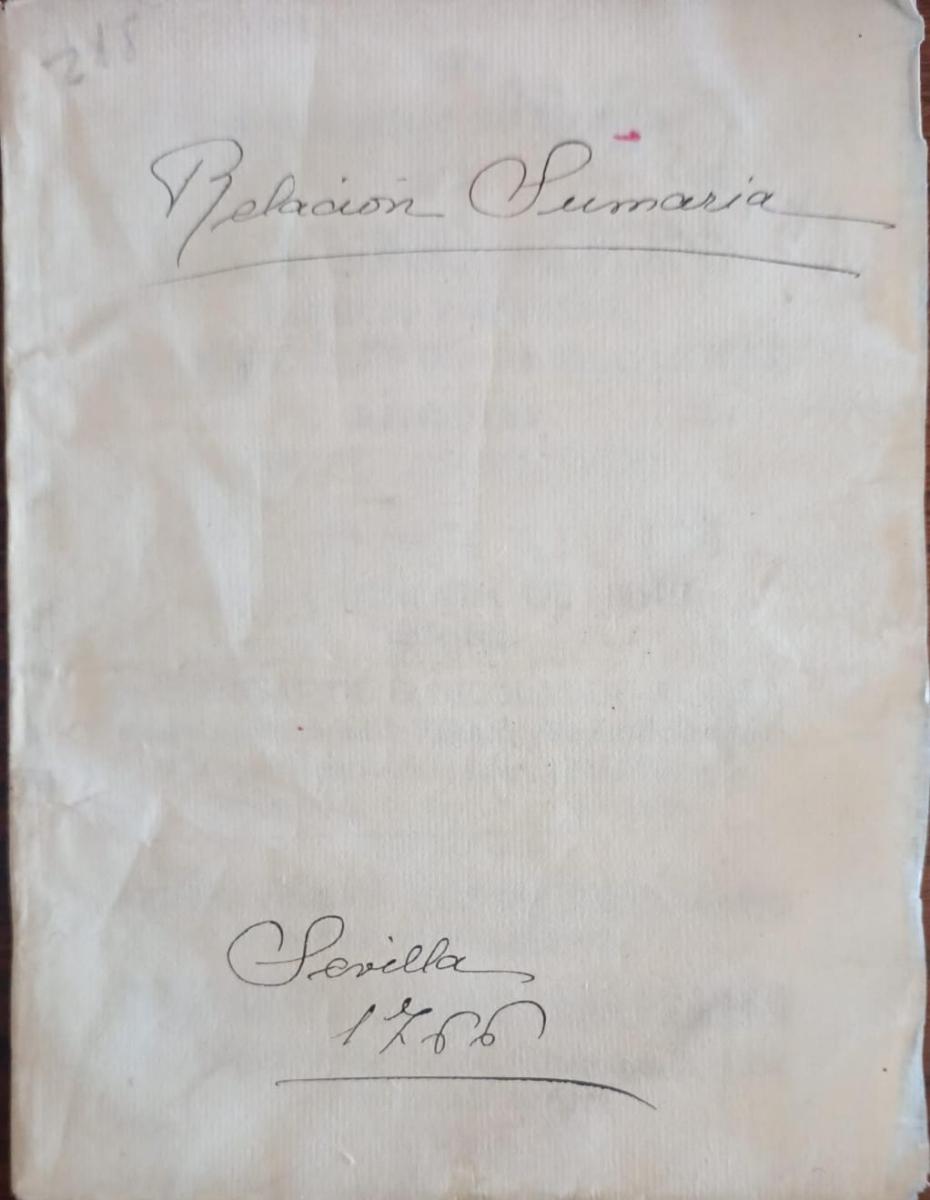 215
Relación Sumaria
Sevilla
1766